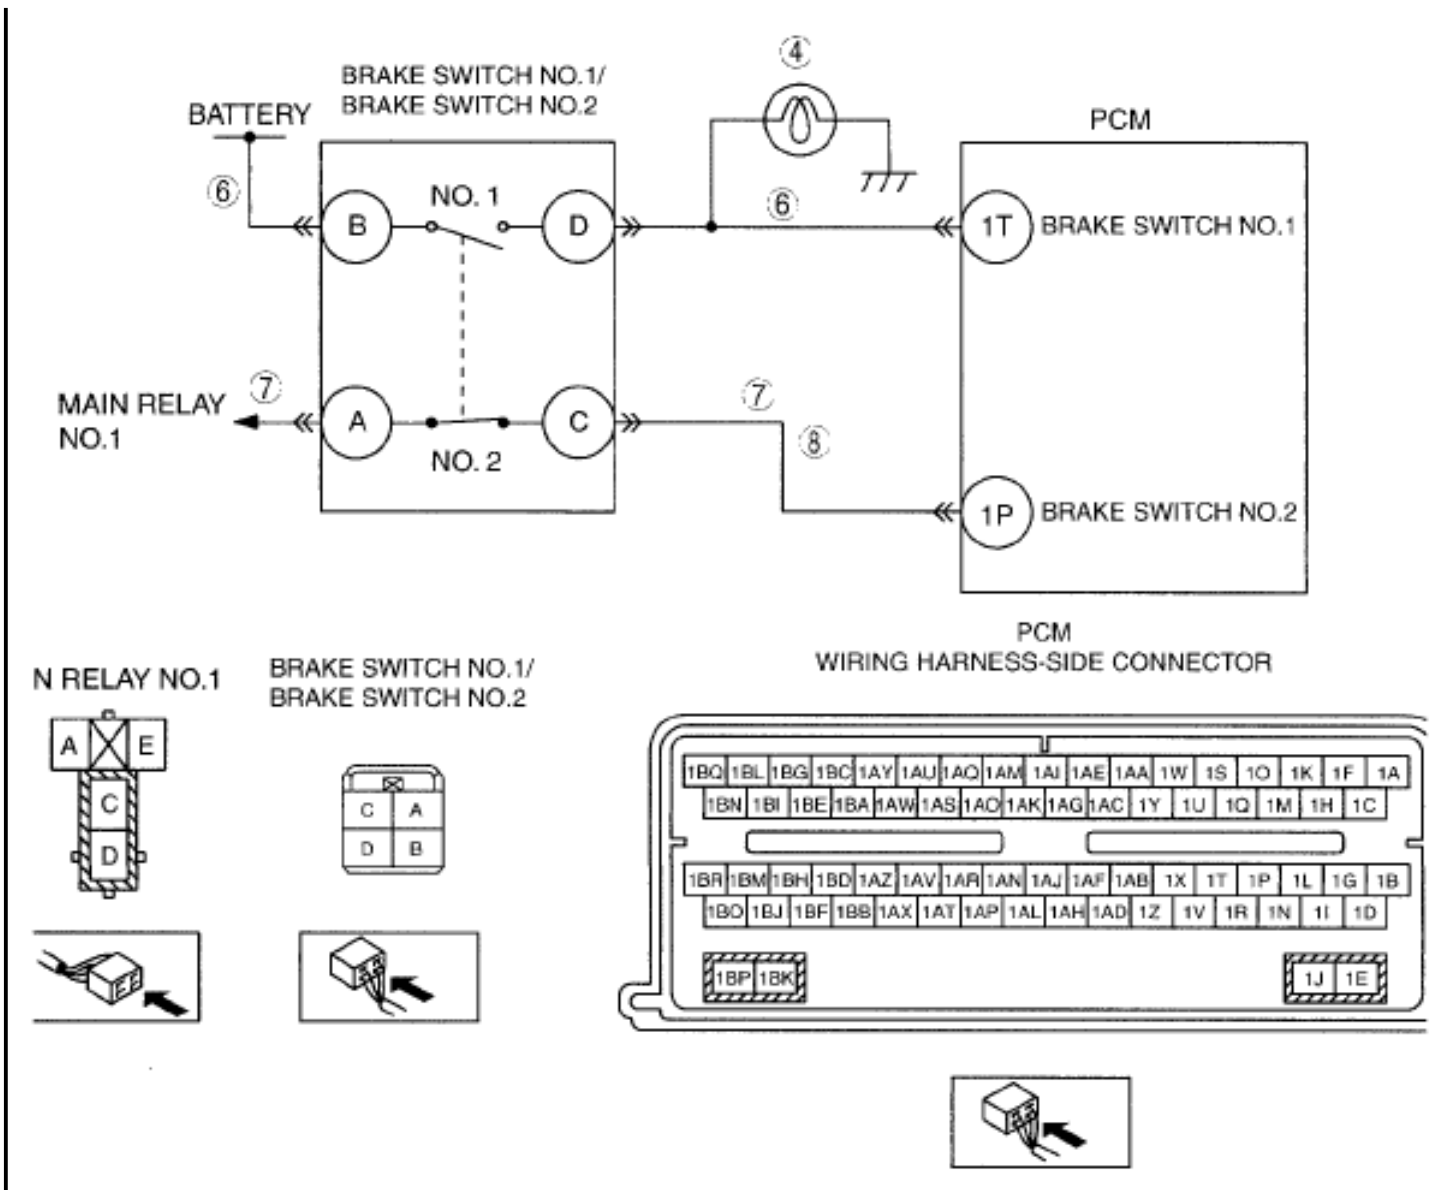 ④
BRAKE SWITCH NO.1/
BRAKE SWITCH NO.2
BATTERY
PCM
⑥
NO. 1
⑥
B
D
1T
BRAKE SWITCH NO.1
⑦
⑦
MAIN RELAY
NO.1
A
C
⑧
NO. 2
1P
BRAKE SWITCH NO.2
PCM
WIRING HARNESS-SIDE CONNECTOR
N RELAY NO.1
BRAKE SWITCH NO.1/
BRAKE SWITCH NO.2
A E
C
D
C A
D B
1BQ 1BL 1BG 1BC 1AY 1AU 1AQ 1AM 1AI 1AE 1AA 1W 1S 1O 1K 1F 1A
1BN 1BI 1BE 1BA 1AW 1AS 1AO 1AK 1AG 1AC 1Y 1U 1Q 1M 1H 1C
1BR 1BM 1BH 1BD 1AZ 1AV 1AR 1AN 1AJ 1AF 1AB 1X 1T 1P 1L 1G 1B
1BO 1BJ 1BF 1BB 1AX 1AT 1AP 1AL 1AH 1AD 1Z 1V 1R 1N 1I 1D
1BP 1BK
1J 1E